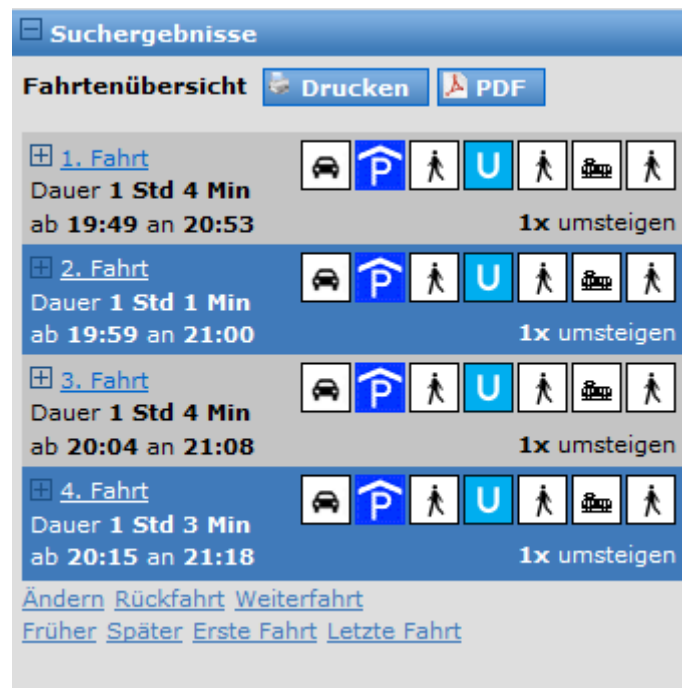 Suchergebnisse
Fahrtenübersicht Drucken PDF
1. Fahrt P U
Dauer 1 Std 4 Min
ab 19:49 an 20:53 1x umsteigen
2. Fahrt P U
Dauer 1 Std 1 Min
ab 19:59 an 21:00 1x umsteigen
3. Fahrt P U
Dauer 1 Std 4 Min
ab 20:04 an 21:08 1x umsteigen
4. Fahrt P U
Dauer 1 Std 3 Min
ab 20:15 an 21:18 1x umsteigen
Ändern Rückfahrt Weiterfahrt
Früher Später Erste Fahrt Letzte Fahrt